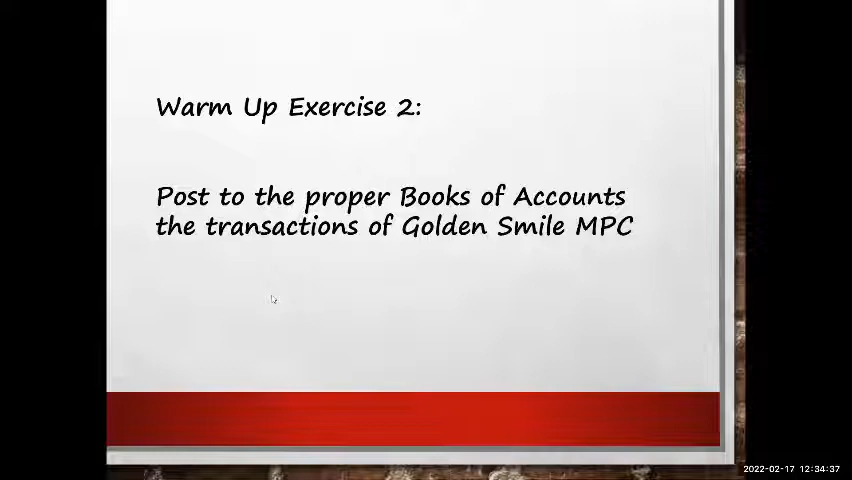 Warm Up Exercise 2:
Post to the proper Books of Accounts
the transactions of Golden Smile MPC
2022-02-17 12:34:37